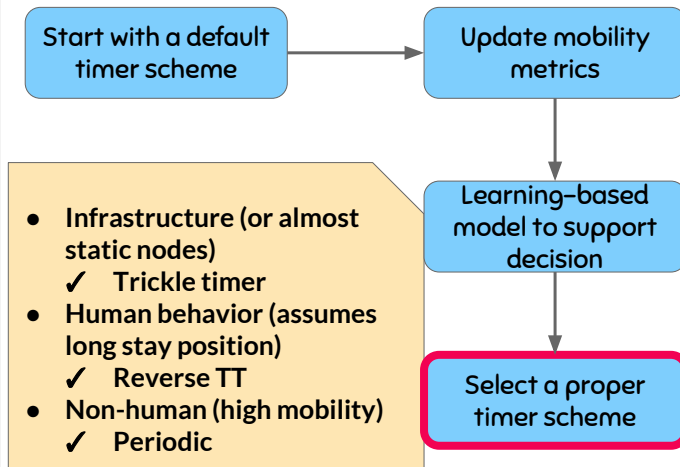 Start with a default
timer scheme
Update mobility
metrics
Learning-based
model to support
decision
Select a proper
timer scheme
● Infrastructure (or almost
static nodes)
✓ Trickle timer
● Human behavior (assumes
long stay position)
✓ Reverse TT
● Non-human (high mobility)
✓ Periodic